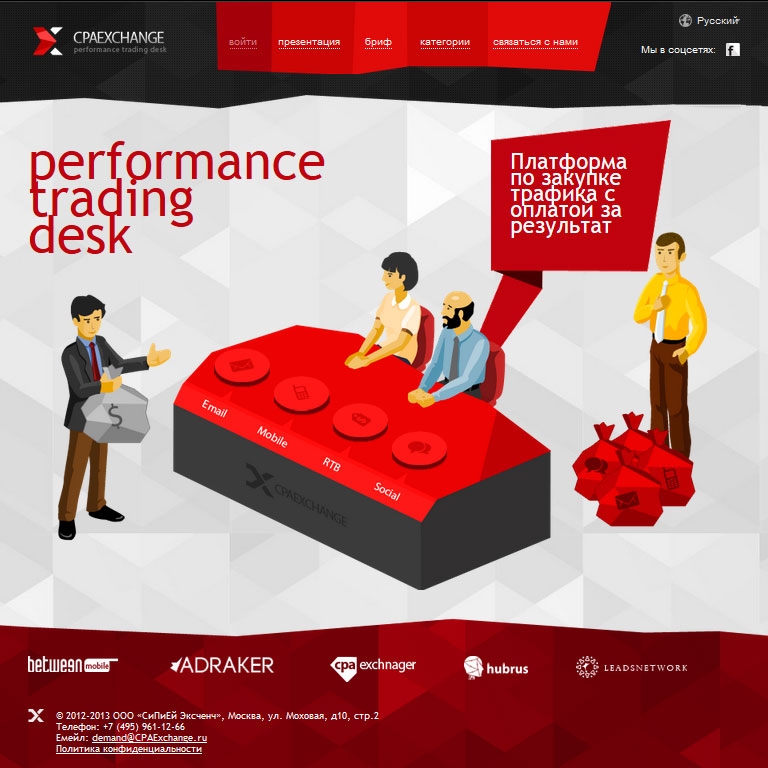 CPAEXCHANGE
performance trading desk
войти
презентация
бриф
категории
связаться с нами
Русский
Мы в соцсетях:
f
performance
trading
desk
Платформа
по закупке
трафика с
оплатой за
результат
$
Email
Mobile
RTB
Social
CPAEXCHANGE
between mobile
ADRAKER
cpa exchnager
hubrus
LEADSNETWORK
© 2012-2013 ООО «СиПиЕй Эксченч», Москва, ул. Моховая, д10, стр.2
Телефон: +7 (495) 961-12-66
Емейл: demand@CPAExchange.ru
Политика конфиденциальности